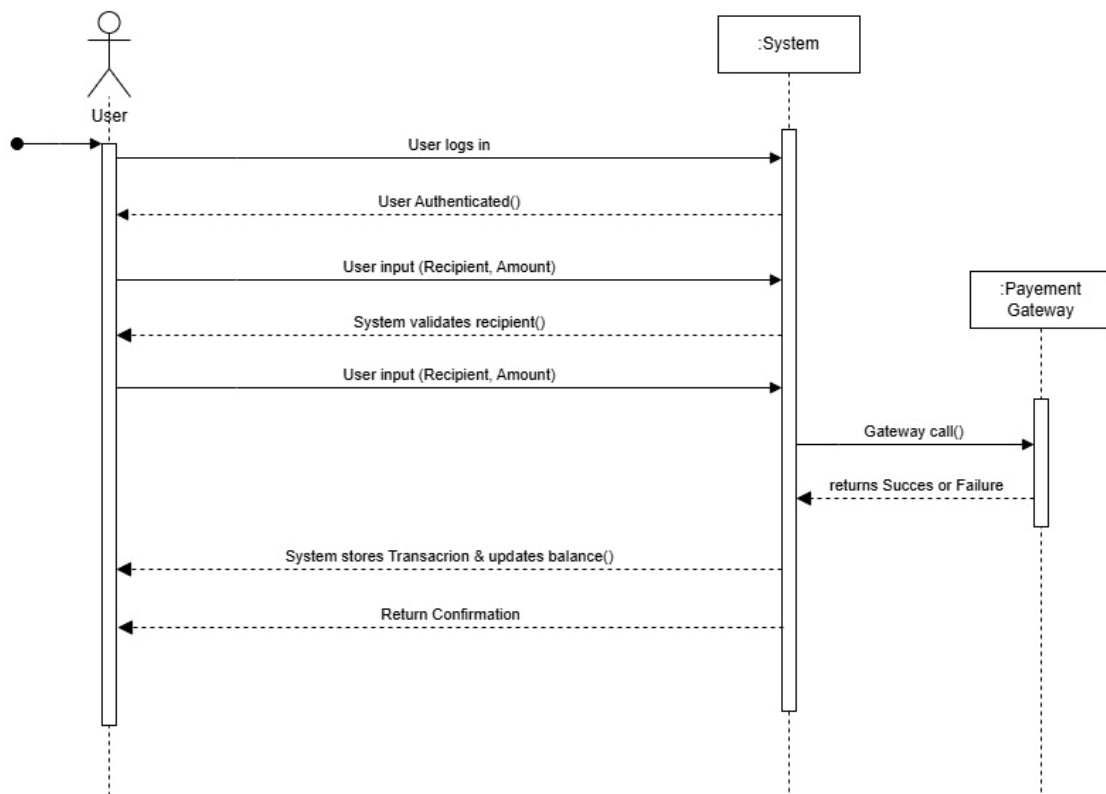 :System
User
User logs in
User Authenticated()
User input (Recipient, Amount)
:Payement
Gateway
System validates recipient()
User input (Recipient, Amount)
Gateway call()
returns Succes or Failure
System stores Transacrion & updates balance()
Return Confirmation